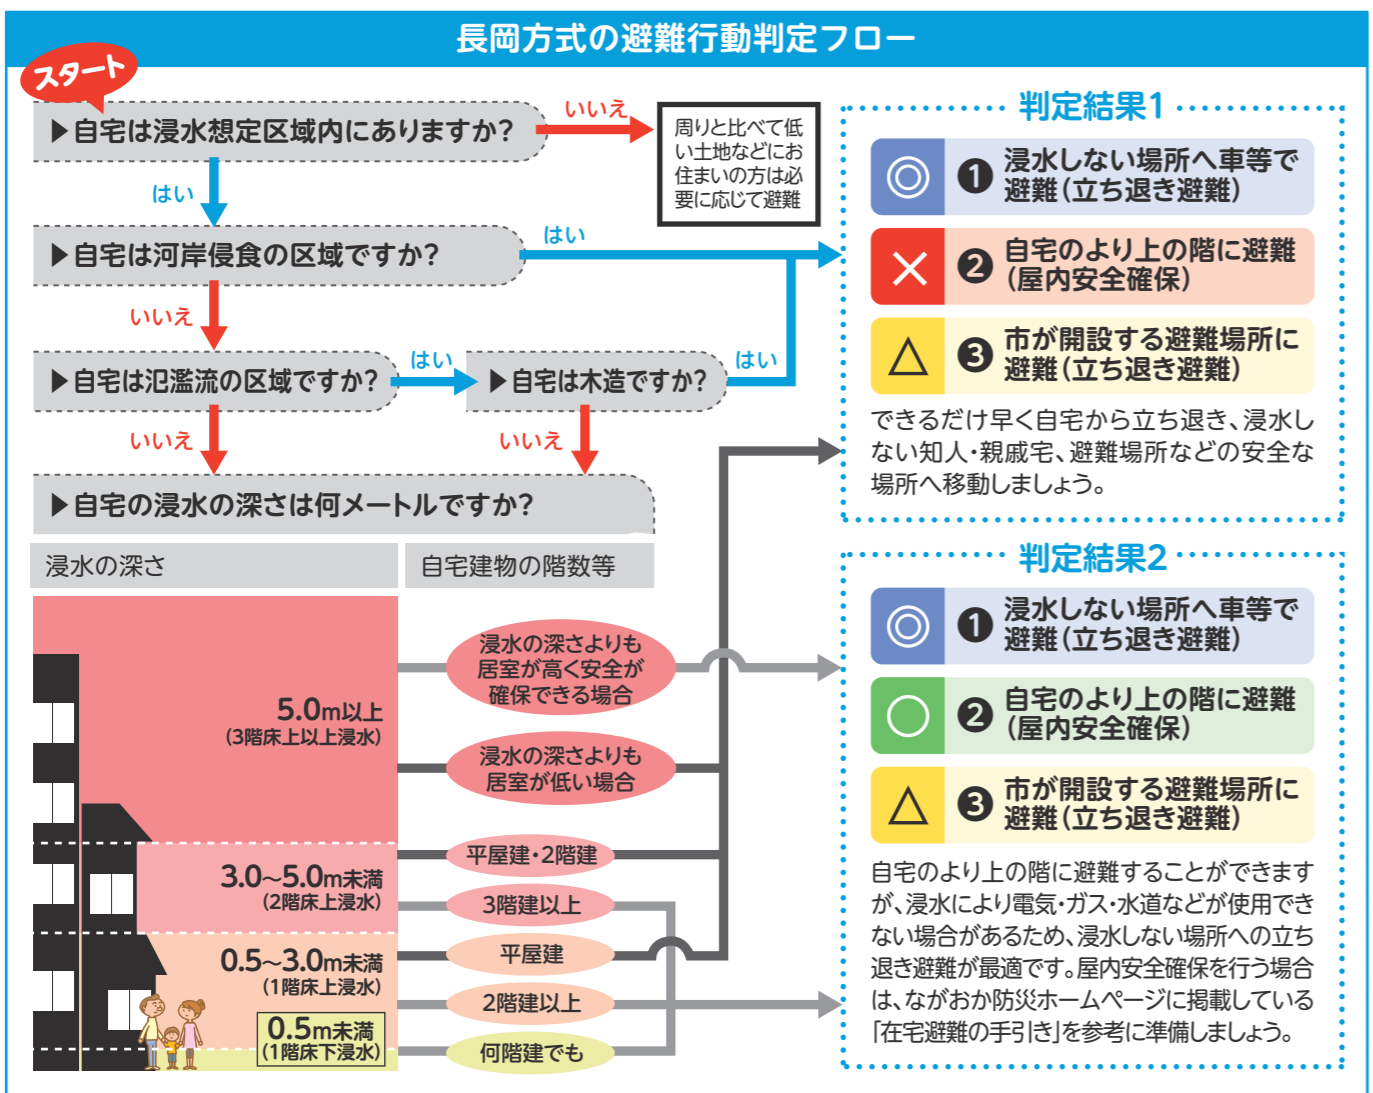 長岡方式の避難行動判定フロー
スタート
▶自宅は浸水想定区域内にありますか?
いいえ
周りと比べて低
い土地などにお
住まいの方は必
要に応じて避難
はい
▶自宅は河岸侵食の区域ですか?
はい
いいえ
▶自宅は氾濫流の区域ですか?
はい
▶自宅は木造ですか?
はい
いいえ
いいえ
▶自宅の浸水の深さは何メートルですか?
浸水の深さ
自宅建物の階数等
5.0m以上
(3階床上以上浸水)
浸水の深さよりも
居室が高く安全が
確保できる場合
浸水の深さよりも
居室が低い場合
3.0～5.0m未満
(2階床上浸水)
平屋建・2階建
3階建以上
0.5～3.0m未満
(1階床上浸水)
平屋建
2階建以上
0.5m未満
(1階床下浸水)
何階建でも
判定結果1
◎ ❶ 浸水しない場所へ車等で
避難(立ち退き避難)
× ❷ 自宅のより上の階に避難
(屋内安全確保)
△ ❸ 市が開設する避難場所に
避難(立ち退き避難)
できるだけ早く自宅から立ち退き、浸水し
ない知人・親戚宅、避難場所などの安全な
場所へ移動しましょう。
判定結果2
◎ ❶ 浸水しない場所へ車等で
避難(立ち退き避難)
○ ❷ 自宅のより上の階に避難
(屋内安全確保)
△ ❸ 市が開設する避難場所に
避難(立ち退き避難)
自宅のより上の階に避難することができます
が、浸水により電気・ガス・水道などが使用でき
ない場合があるため、浸水しない場所への立ち
退き避難が最適です。屋内安全確保を行う場合
は、ながおか防災ホームページに掲載している
「在宅避難の手引き」を参考に準備しましょう。